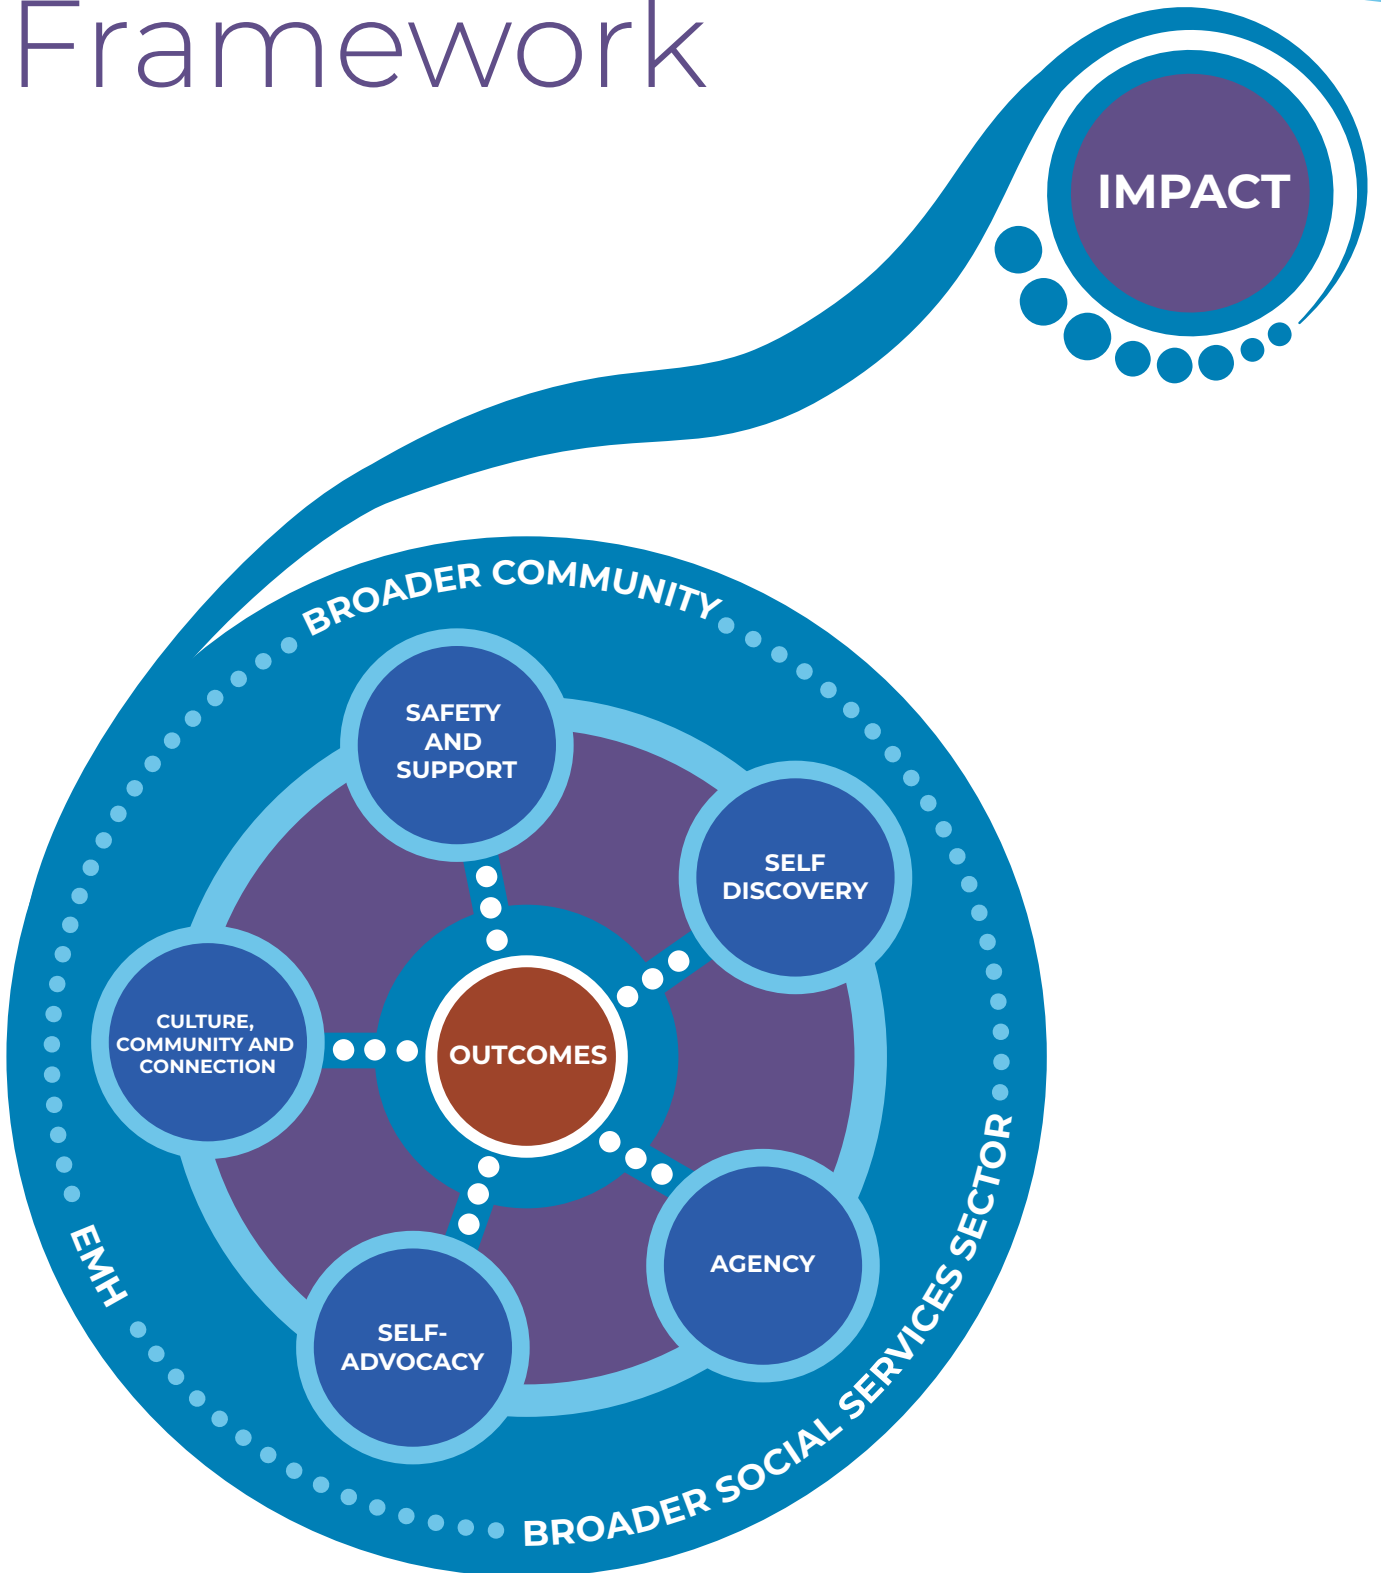 Framework
IMPACT
BROADER COMMUNITY
SAFETY
AND
SUPPORT
SELF
DISCOVERY
CULTURE,
COMMUNITY AND
CONNECTION
OUTCOMES
AGENCY
SELF-
ADVOCACY
EMH
BROADER SOCIAL SERVICES SECTOR